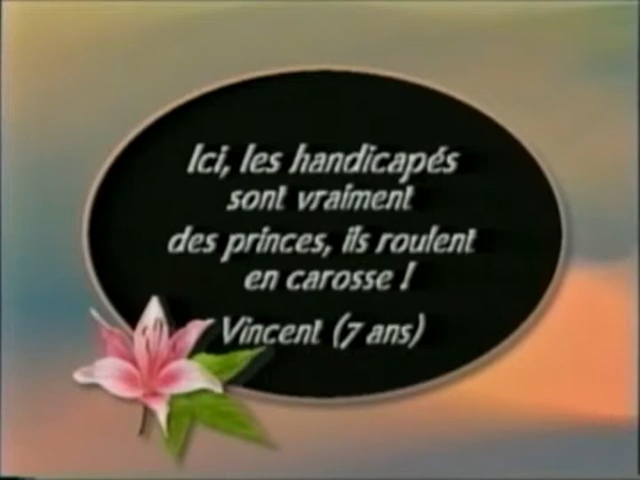 Ici, les handicapés
sont vraiment
des princes, ils roulent
en carosse !
Vincent (7 ans)